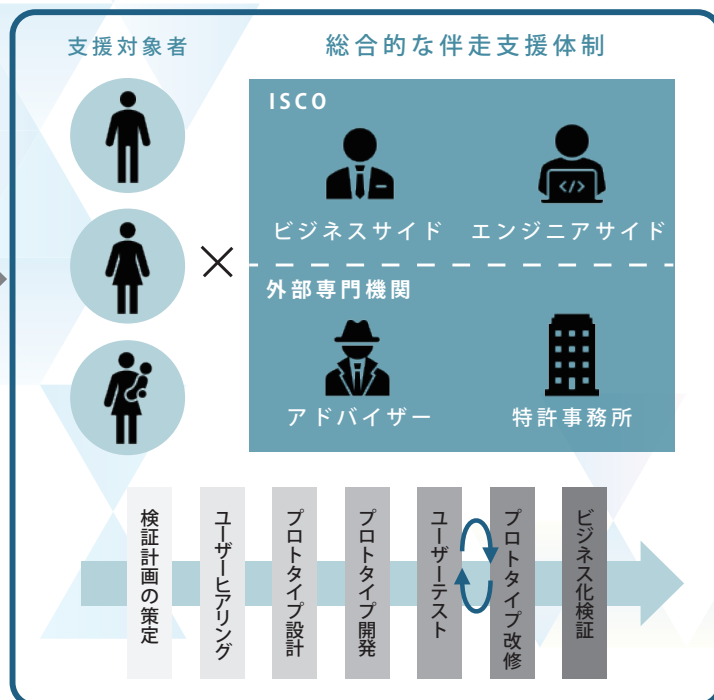 支援対象者
総合的な伴走支援体制
ISCO
</>
ビジネスサイド
エンジニアサイド
外部専門機関
アドバイザー
特許事務所
検証計画の策定
ユーザーヒアリング
プロトタイプ設計
プロトタイプ開発
ユーザーテスト
プロトタイプ改修
ビジネス化検証